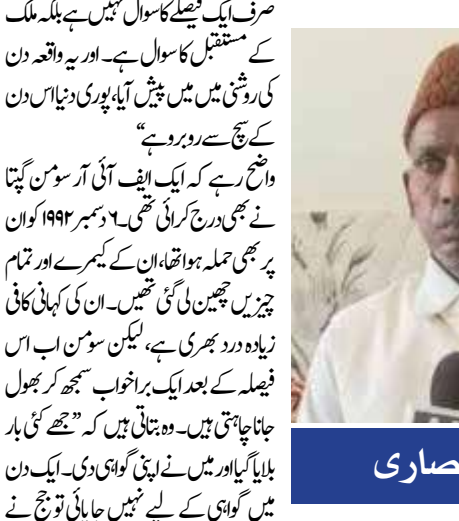 صرف ایک فیصلے کا سوال نہیں ہے بلکہ ملک
کے مستقبل کا سوال ہے۔ اور یہ واقعہ دن
کی روشنی میں میں پیش آیا، پوری دنیا اس دن
کے سچ سے روبرو ہے“
واضح رہے کہ ایک ایف آئی آر سومن گپتا
نے بھی درج کرائی تھی۔ ۶ دسمبر ۱۹۹۲ کو ان
پر بھی حملہ ہوا تھا، ان کے کیمرے اور تمام
چیزیں چھین لی گئی تھیں۔ ان کی کہانی کافی
زیادہ درد بھری ہے، لیکن سومن اب اس
فیصلہ کے بعد ایک برا خواب سمجھ کر بھول
جانا چاہتی ہیں۔ وہ بتاتی ہیں کہ ”جھے کئی بار
بلایا گیا اور میں نے اپنی گواہی دی۔ ایک دن
میں گواہی کے لیے نہیں جا پائی تو جج نے
صاری